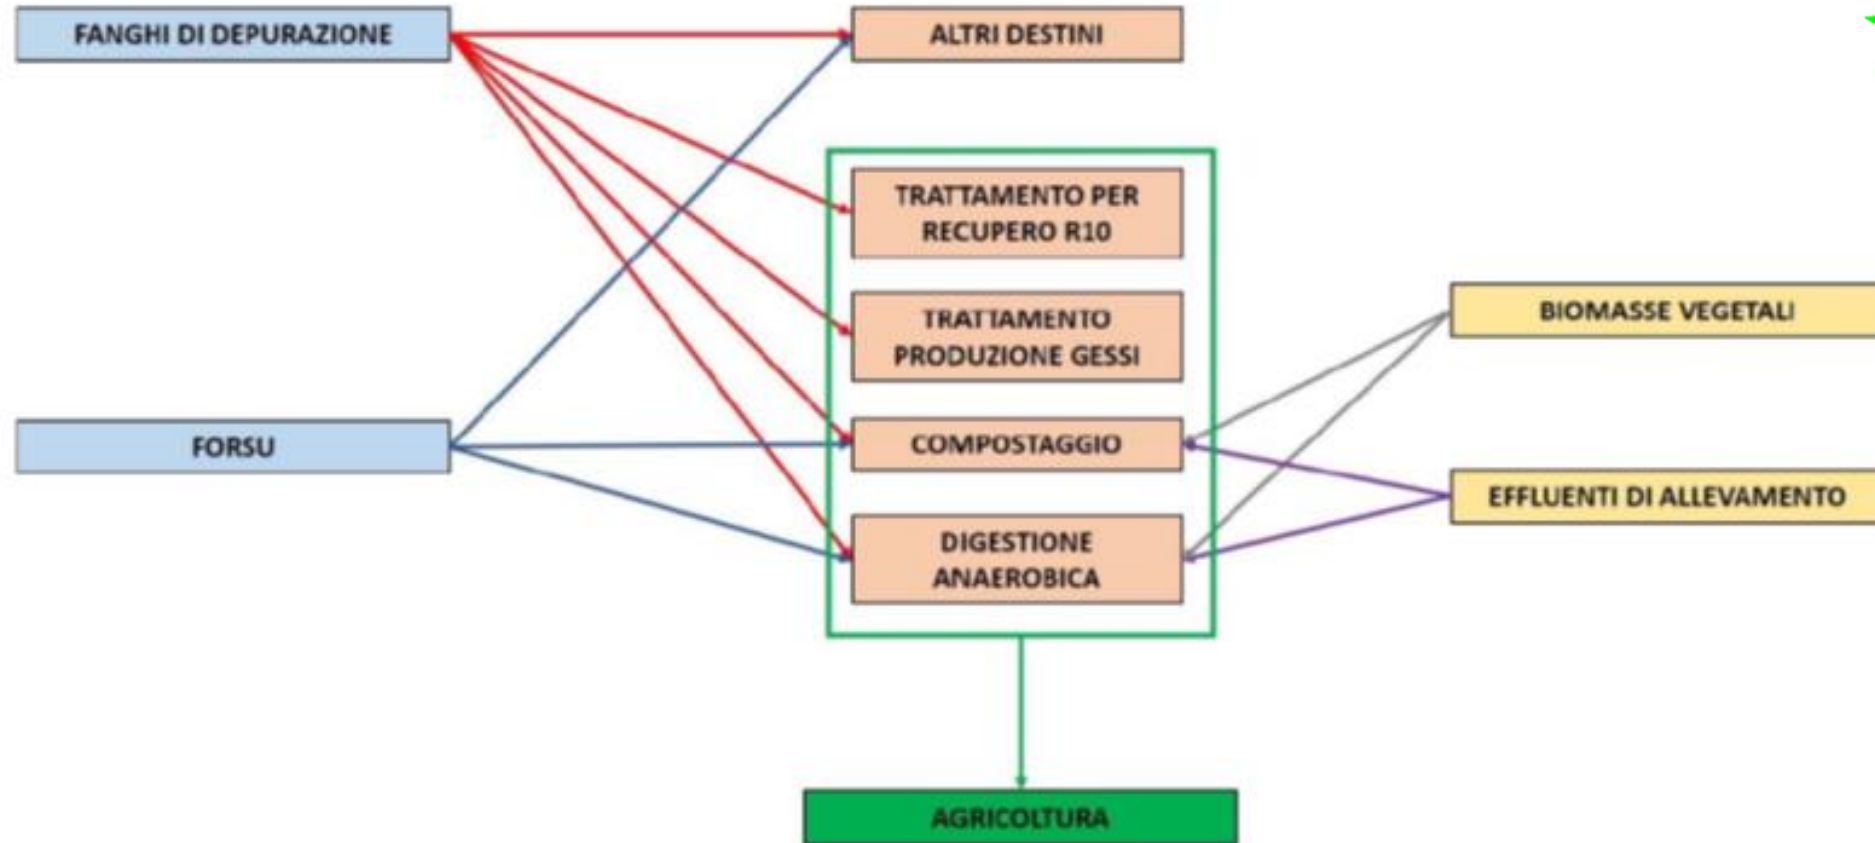 FANGHI DI DEPURAZIONE
ALTRI DESTINI
TRATTAMENTO PER
RECUPERO R10
TRATTAMENTO
PRODUZIONE GESSI
BIOMASSE VEGETALI
FORSU
COMPOSTAGGIO
EFFLUENTI DI ALLEVAMENTO
DIGESTIONE
ANAEROBICA
AGRICOLTURA